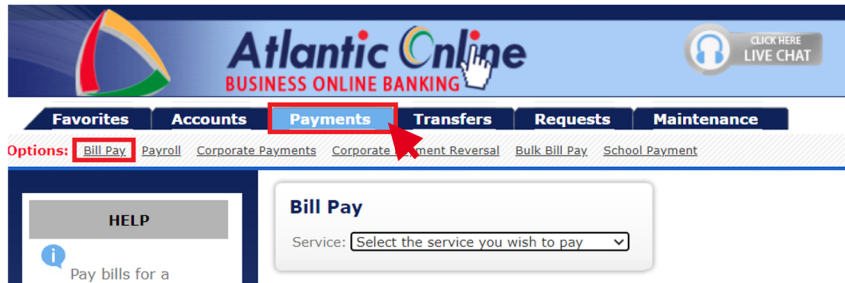 Atlantic Online
BUSINESS ONLINE BANKING
CLICK HERE
LIVE CHAT
Favorites Accounts Payments Transfers Requests Maintenance
Options: Bill Pay Payroll Corporate Payments Corporate Payment Reversal Bulk Bill Pay School Payment
HELP
i
Pay bills for a
Bill Pay
Service: Select the service you wish to pay